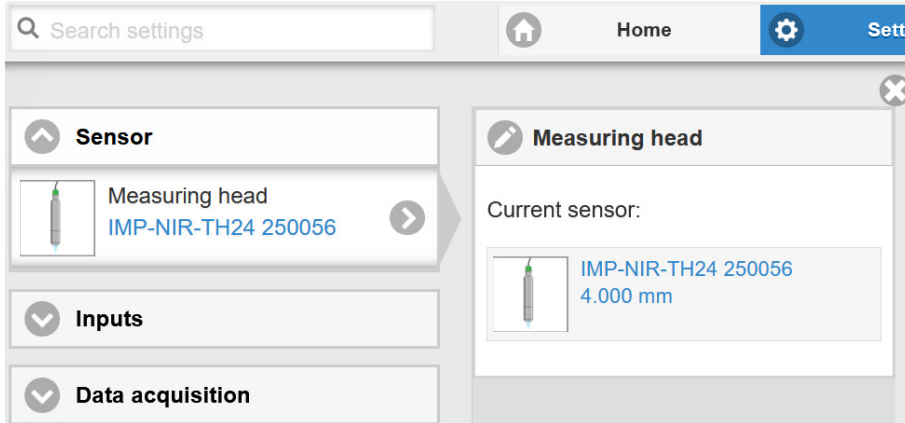 Search settings
Home
Sett
Sensor
Measuring head
IMP-NIR-TH24 250056
Inputs
Data acquisition
Measuring head
Current sensor:
IMP-NIR-TH24 250056
4.000 mm